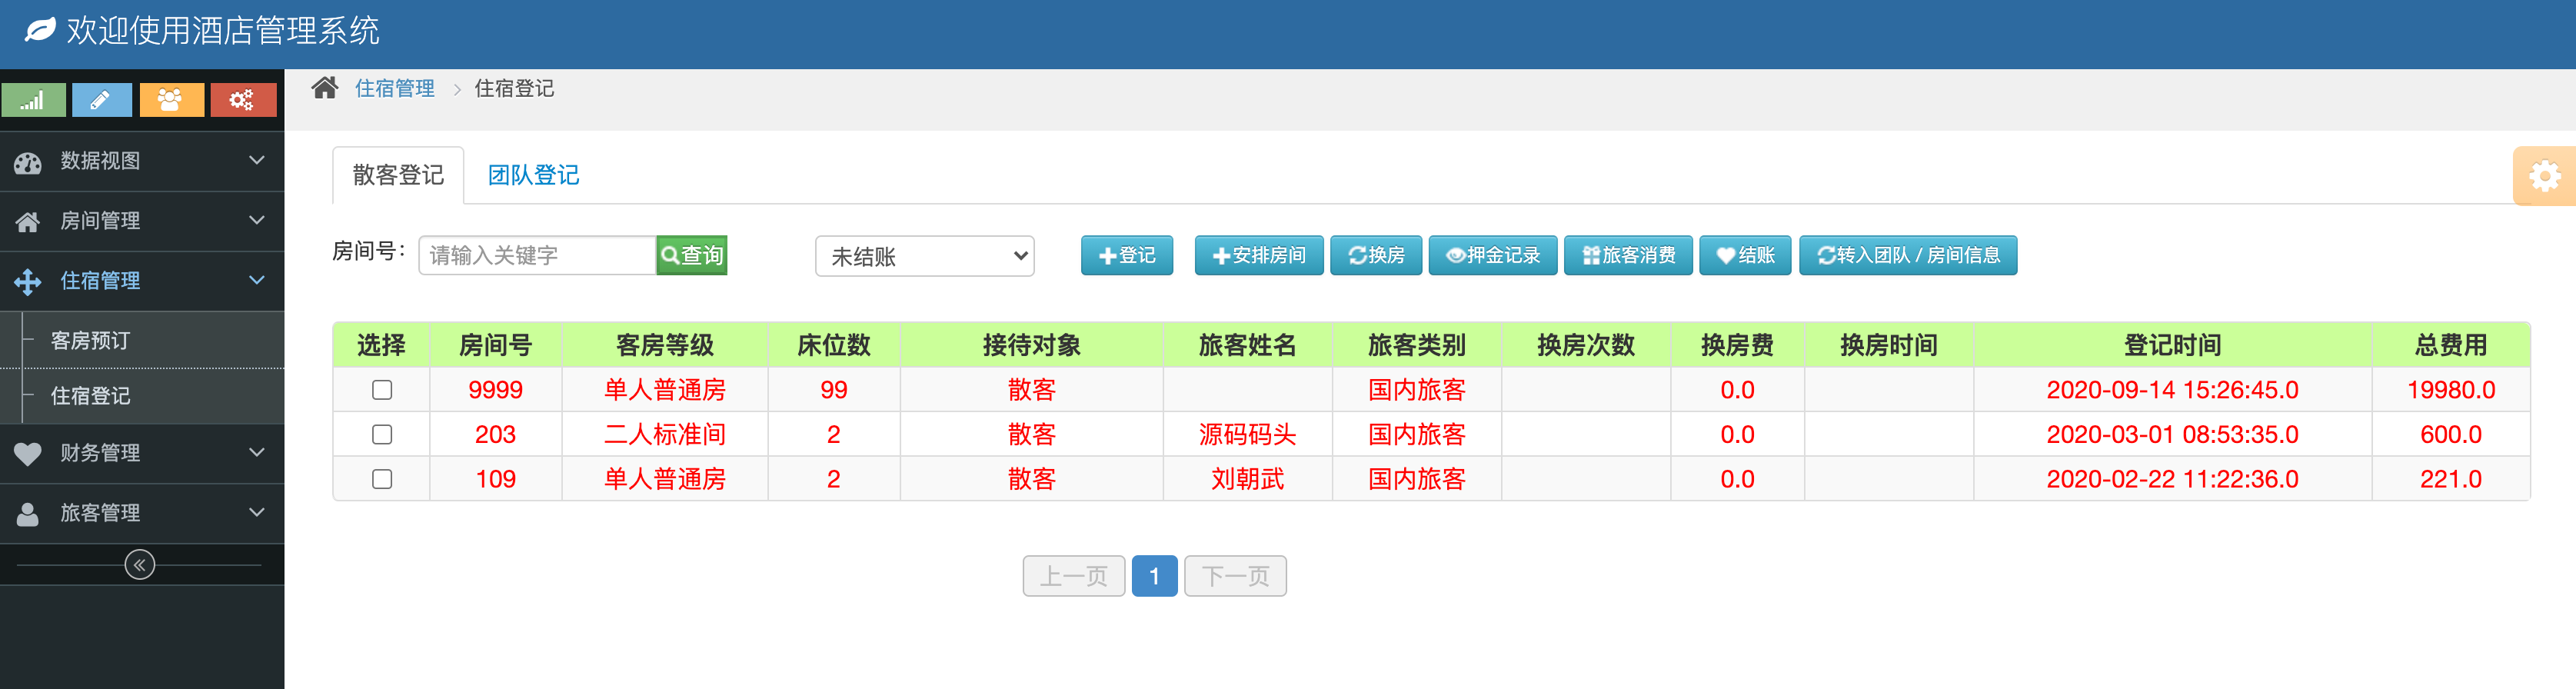 欢迎使用酒店管理系统
住宿管理 > 住宿登记
数据视图
房间管理
住宿管理
客房预订
住宿登记
财务管理
旅客管理
散客登记 团队登记
房间号： 请输入关键字 查询 未结账 登记 安排房间 换房 押金记录 旅客消费 结账 转入团队 / 房间信息
选择 房间号 客房等级 床位数 接待对象 旅客姓名 旅客类别 换房次数 换房费 换房时间 登记时间 总费用
9999 单人普通房 99 散客 国内旅客 0.0 2020-09-14 15:26:45.0 19980.0
203 二人标准间 2 散客 源码码头 国内旅客 0.0 2020-03-01 08:53:35.0 600.0
109 单人普通房 2 散客 刘朝武 国内旅客 0.0 2020-02-22 11:22:36.0 221.0
上一页 1 下一页